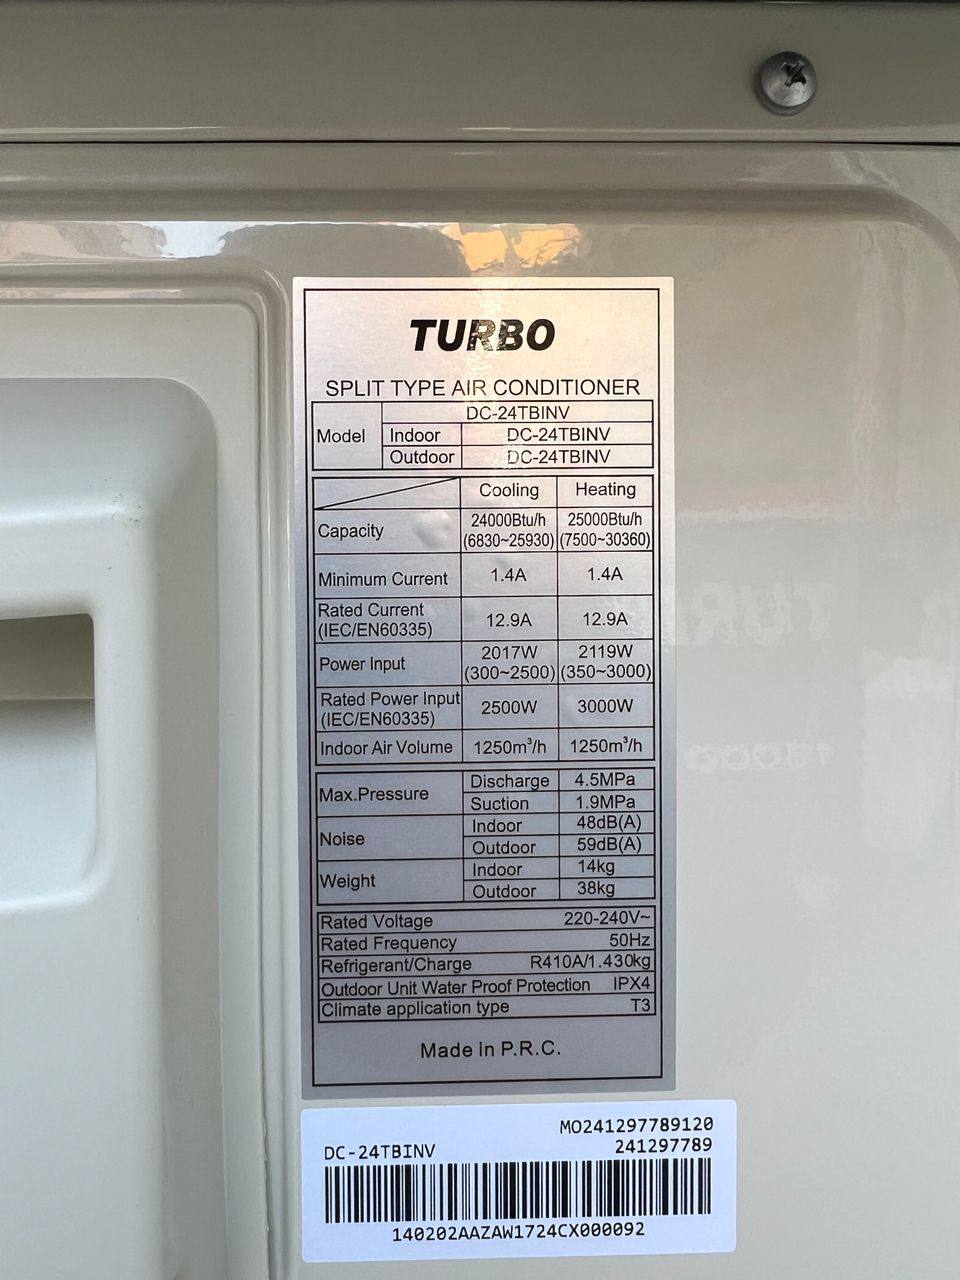 TURBO
SPLIT TYPE AIR CONDITIONER
Model
DC-24TBINV
Indoor DC-24TBINV
Outdoor DC-24TBINV
Cooling Heating
Capacity
24000Btu/h 25000Btu/h
(6830~25930) (7500~30360)
Minimum Current 1.4A 1.4A
Rated Current
(IEC/EN60335)
12.9A 12.9A
Power Input
2017W 2119W
(300~2500) (350~3000)
Rated Power Input
(IEC/EN60335)
2500W 3000W
Indoor Air Volume 1250m³/h 1250m³/h
Max.Pressure
Discharge 4.5MPa
Suction 1.9MPa
Noise
Indoor 48dB(A)
Outdoor 59dB(A)
Weight
Indoor 14kg
Outdoor 38kg
Rated Voltage 220-240V~
Rated Frequency 50Hz
Refrigerant/Charge R410A/1.430kg
Outdoor Unit Water Proof Protection IPX4
Climate application type T3
Made in P.R.C.
MO241297789120
DC-24TBINV 241297789
140202AAZAW1724CX000092